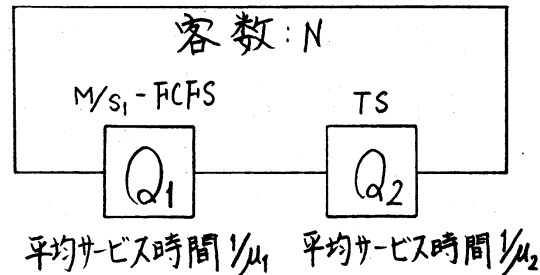 客数:N
M/S₁-FCFS
TS
Q₁
Q₂
平均サービス時間 1/μ₁
平均サービス時間 1/μ₂